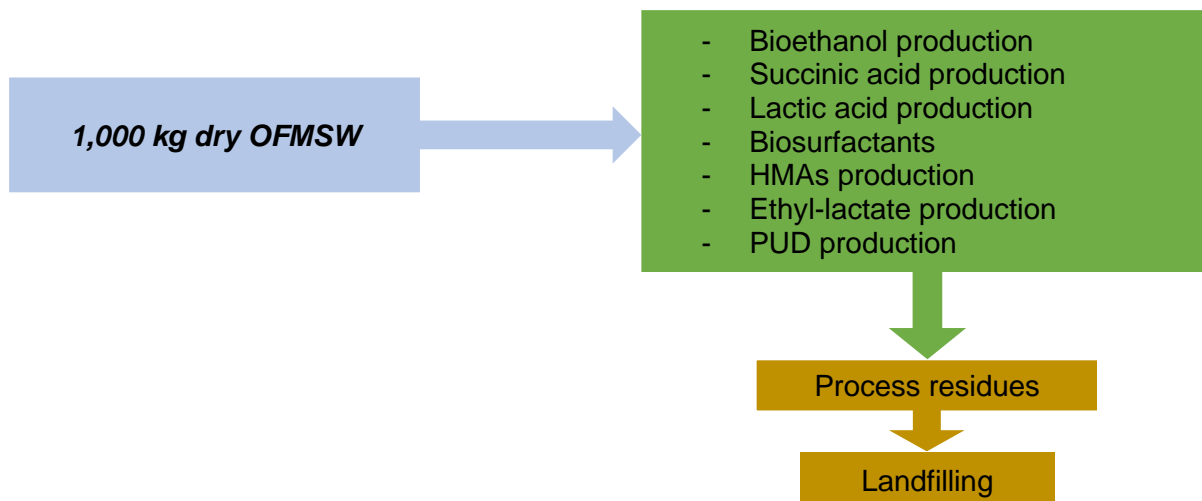 1,000 kg dry OFMSW
- Bioethanol production
- Succinic acid production
- Lactic acid production
- Biosurfactants
- HMAs production
- Ethyl-lactate production
- PUD production
Process residues
Landfilling